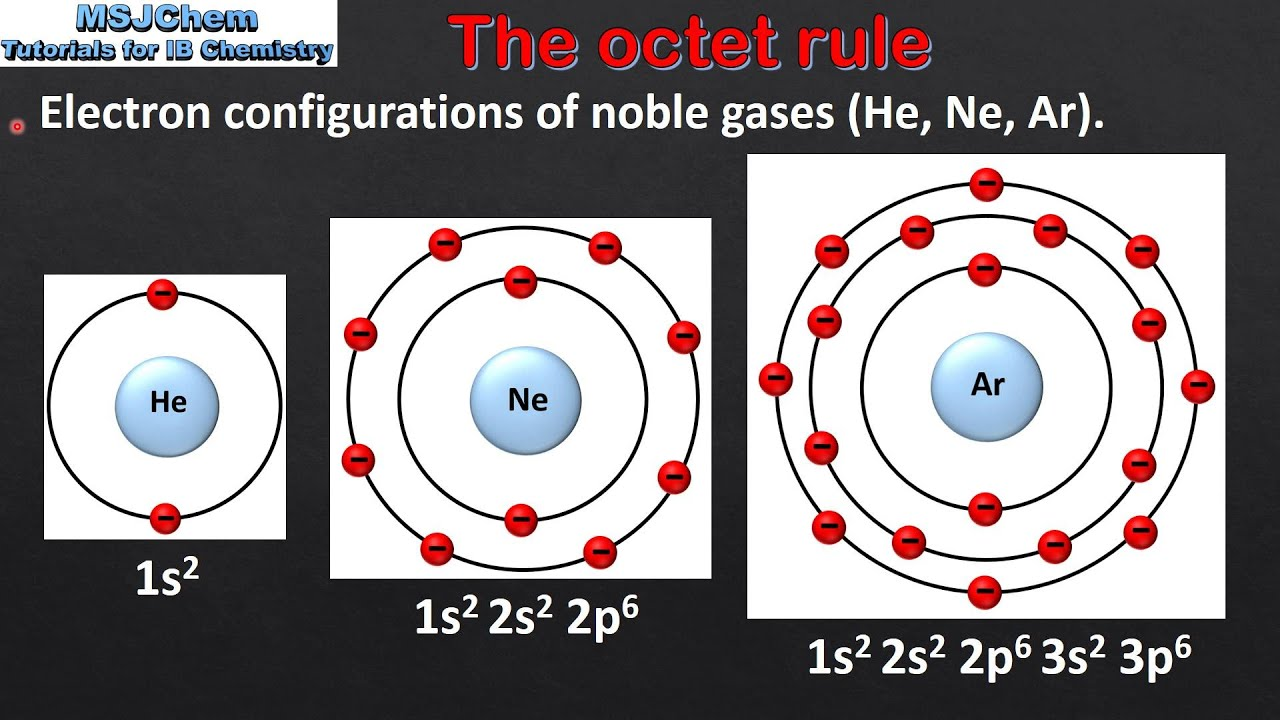 MSJChem
Tutorials for IB Chemistry
The octet rule
Electron configurations of noble gases (He, Ne, Ar).
He
Ne
Ar
1s² 
1s² 2s² 2p⁶
1s² 2s² 2p⁶ 3s² 3p⁶